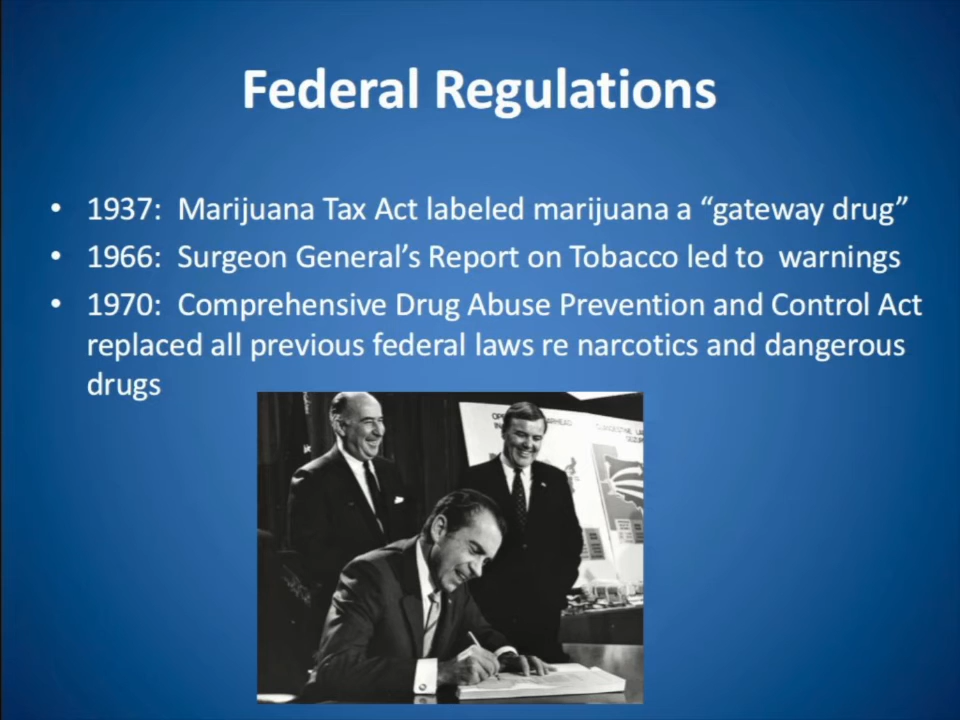 Federal Regulations
• 1937:  Marijuana Tax Act labeled marijuana a “gateway drug”
• 1966:  Surgeon General’s Report on Tobacco led to  warnings
• 1970:  Comprehensive Drug Abuse Prevention and Control Act
replaced all previous federal laws re narcotics and dangerous
drugs